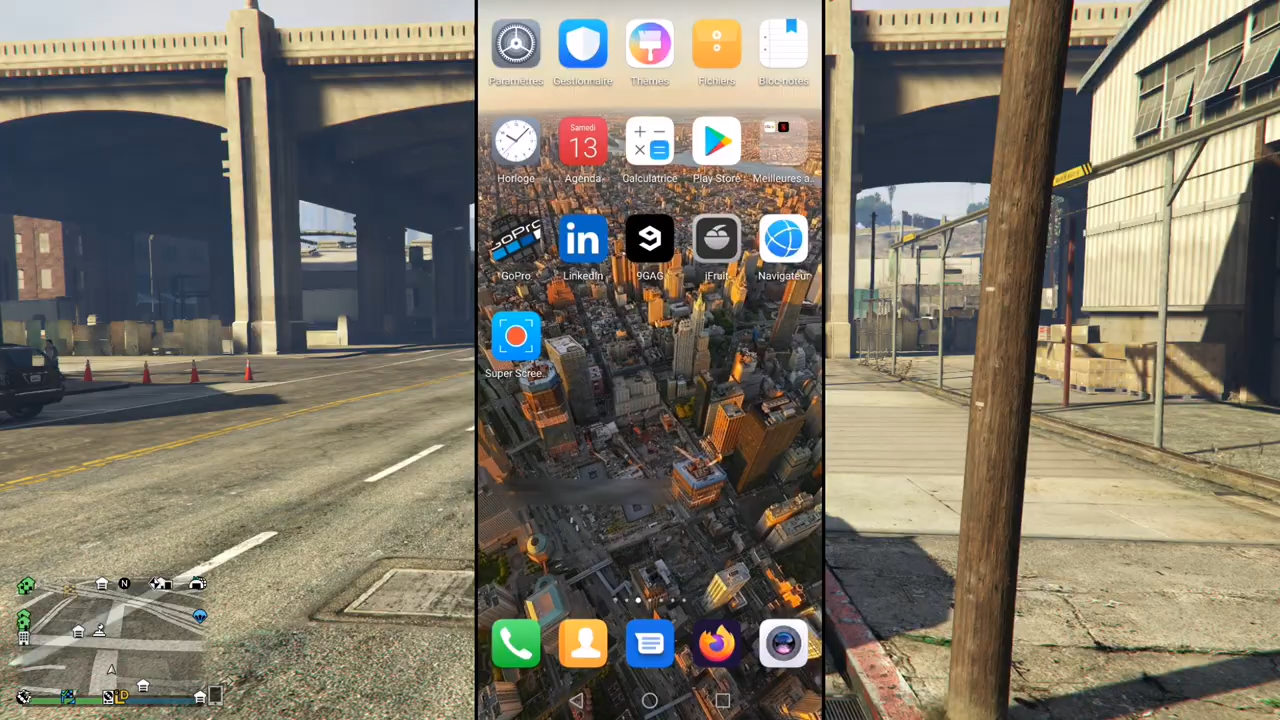 Paramètres Gestionnaire Thèmes Fichiers Bloc-notes
Samedi
13
Horloge Agenda Calculatrice Play Store Meilleures a...
GoPro
in
GoPro LinkedIn 9GAG iFruit Navigateur
Super Scree...
N
D